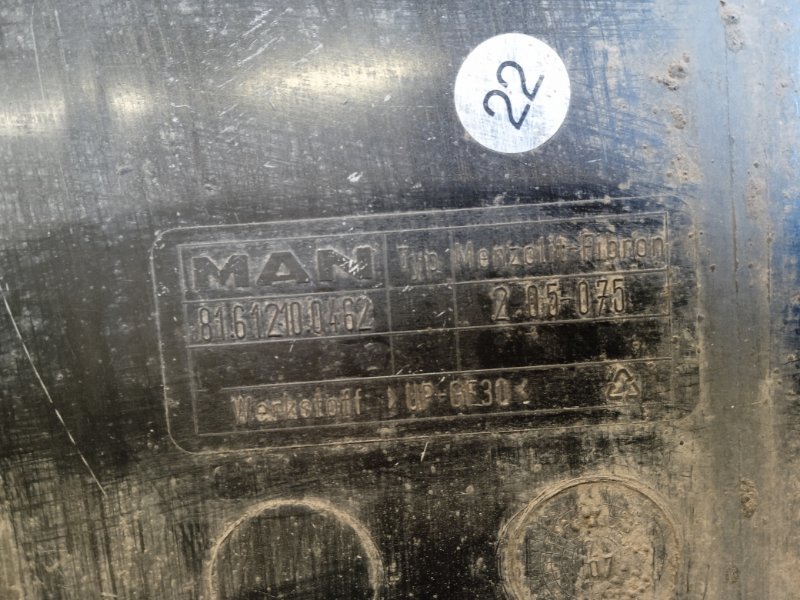 22
MAN Typ Menzolit-Fibron
81.61210.0462 2.05-075
Werkstoff >UP-GF30<